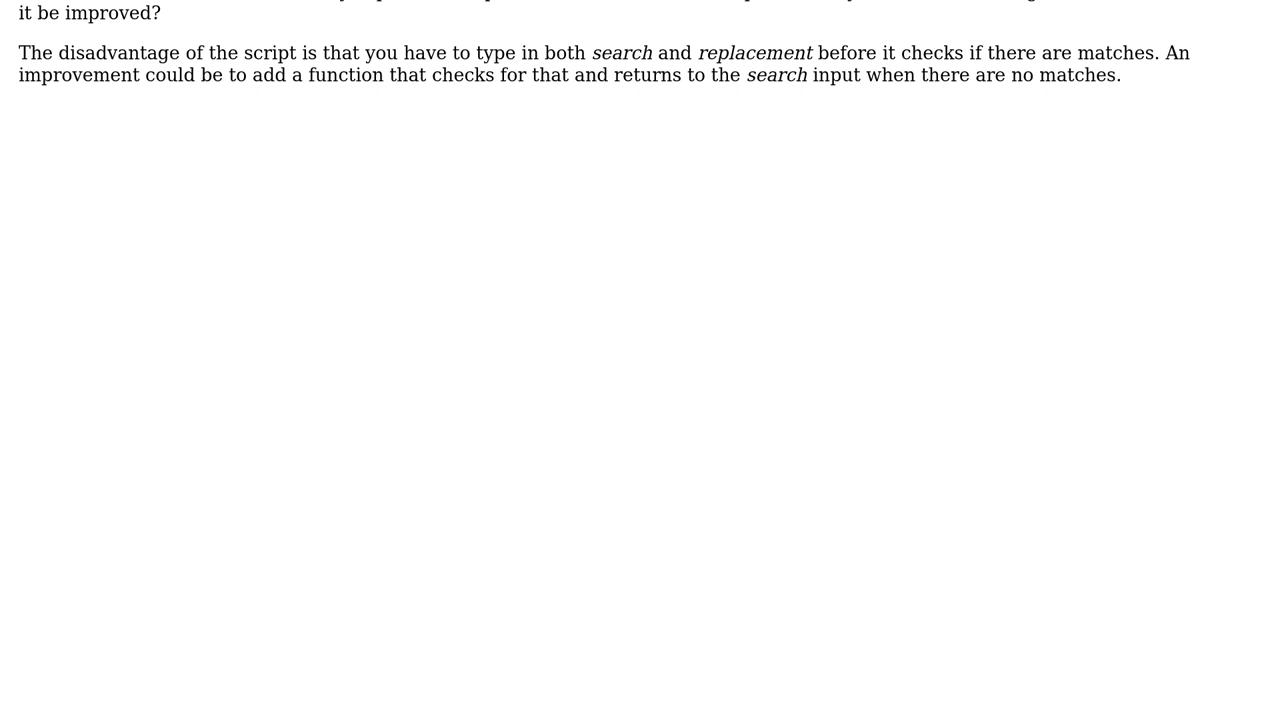 it be improved?
The disadvantage of the script is that you have to type in both search and replacement before it checks if there are matches. An
improvement could be to add a function that checks for that and returns to the search input when there are no matches.